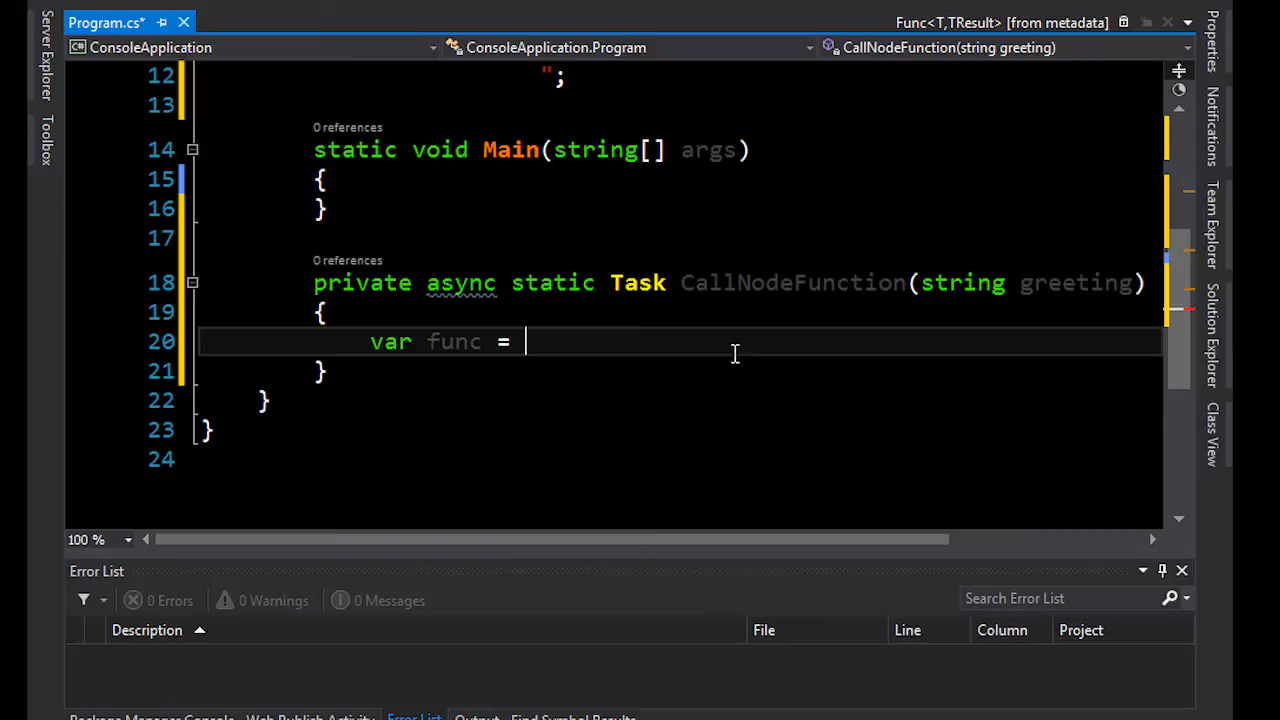 Program.cs*
Func<T,TResult> [from metadata]
ConsoleApplication
ConsoleApplication.Program
CallNodeFunction(string greeting)
Server Explorer
Toolbox
12 ";
13
0 references
14 static void Main(string[] args)
15 {
16 }
17
0 references
18 private async static Task CallNodeFunction(string greeting)
19 {
20 var func =
21 }
22 }
23 }
24
Properties
Notifications
Team Explorer
Solution Explorer
Class View
100 %
Error List
0 Errors
0 Warnings
0 Messages
Search Error List
Description
File
Line
Column
Project
Package Manager Console
Web Publish Activity
Error List
Output
Find Symbol Results